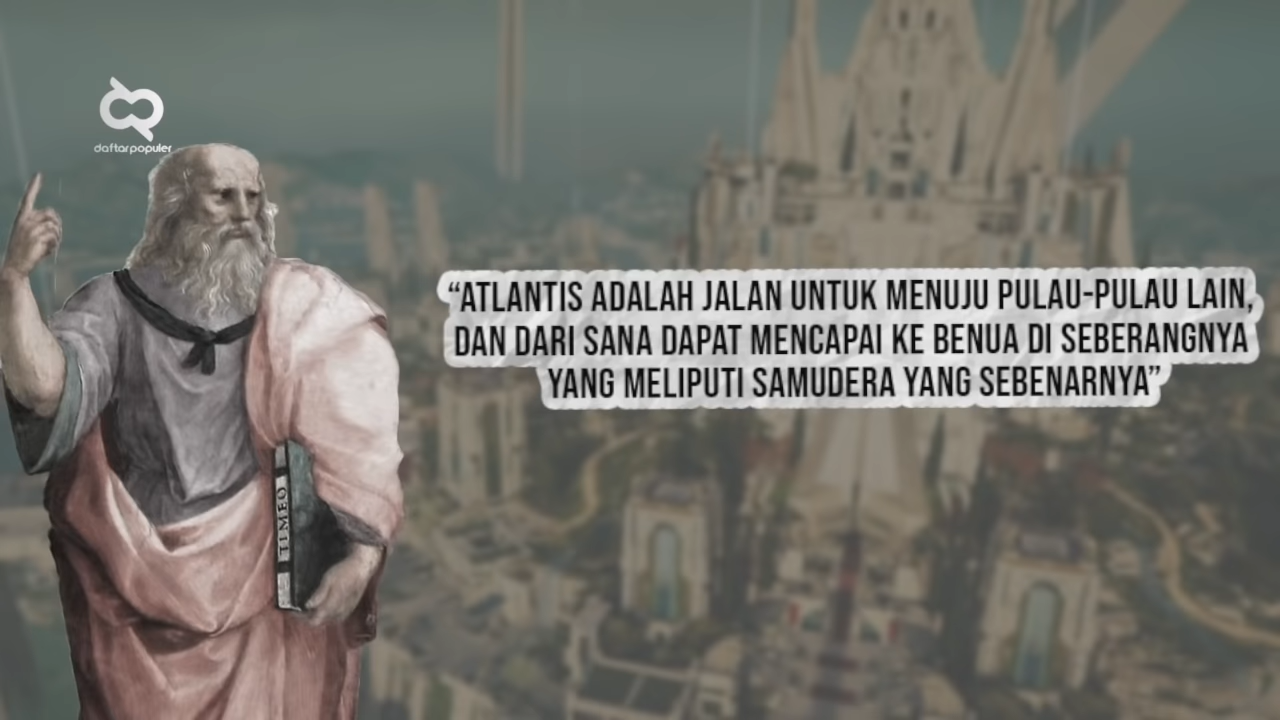 daftarpopuler
“ATLANTIS ADALAH JALAN UNTUK MENUJU PULAU-PULAU LAIN,
DAN DARI SANA DAPAT MENCAPAI KE BENUA DI SEBERANGNYA
YANG MELIPUTI SAMUDERA YANG SEBENARNYA”
TIMEO